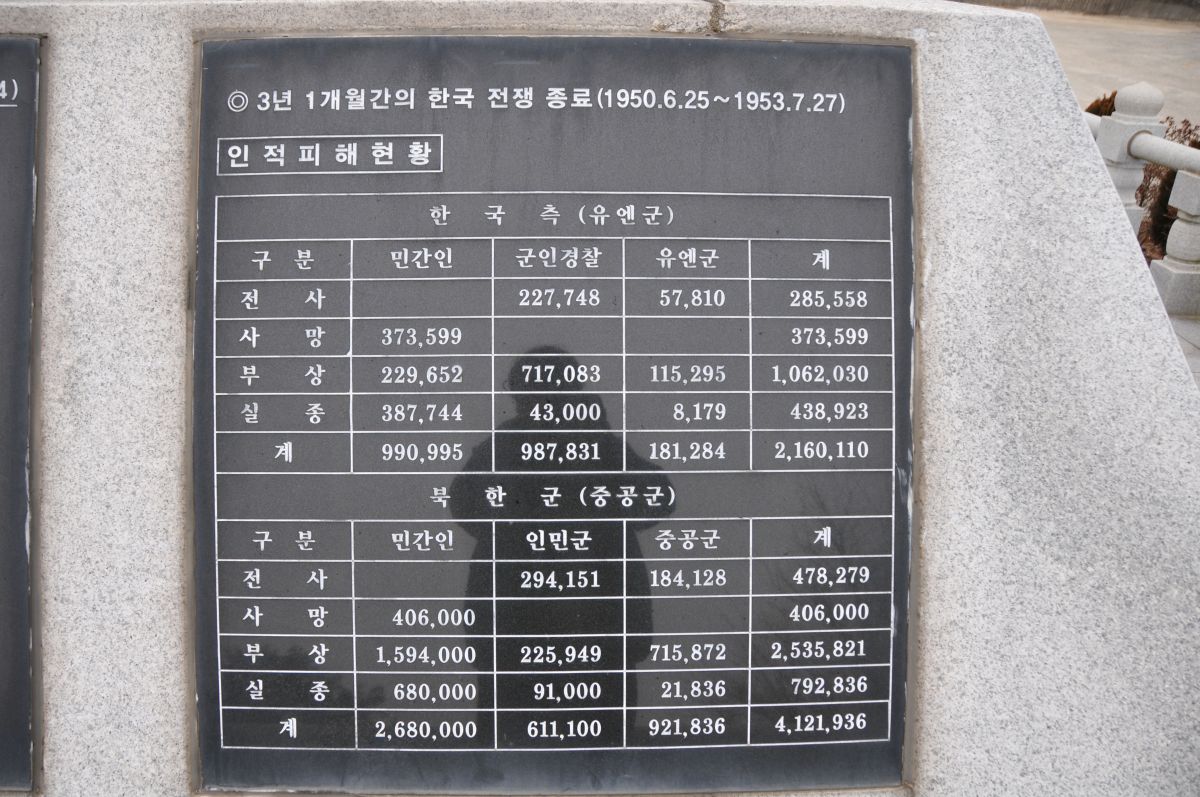 4)
◎ 3년 1개월간의 한국 전쟁 종료(1950.6.25~1953.7.27)
인적피해현황
한 국 측 (유엔군)
구 분 민간인 군인경찰 유엔군 계
전 사 227,748 57,810 285,558
사 망 373,599 373,599
부 상 229,652 717,083 115,295 1,062,030
실 종 387,744 43,000 8,179 438,923
계 990,995 987,831 181,284 2,160,110
북 한 군 (중공군)
구 분 민간인 인민군 중공군 계
전 사 294,151 184,128 478,279
사 망 406,000 406,000
부 상 1,594,000 225,949 715,872 2,535,821
실 종 680,000 91,000 21,836 792,836
계 2,680,000 611,100 921,836 4,121,936